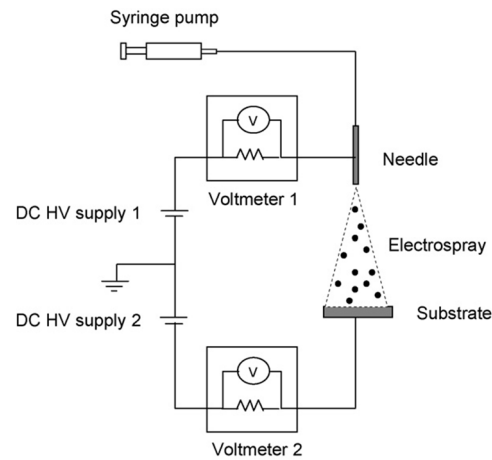 Syringe pump
V
Needle
Voltmeter 1
DC HV supply 1
Electrospray
Substrate
DC HV supply 2
V
Voltmeter 2